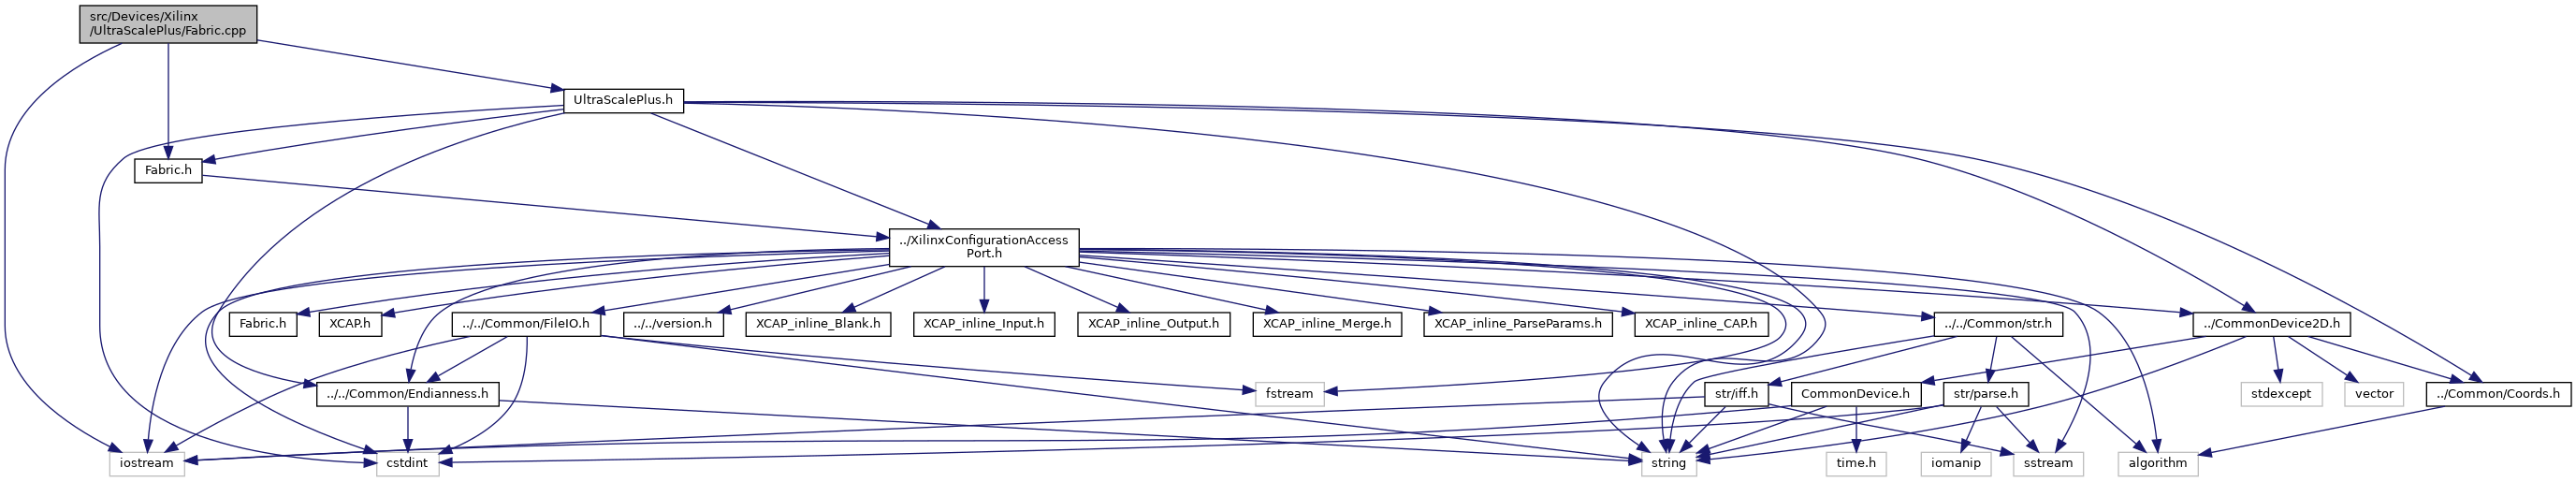 src/Devices/Xilinx
/UltraScalePlus/Fabric.cpp
UltraScalePlus.h
Fabric.h
../XilinxConfigurationAccess
Port.h
Fabric.h
XCAP.h
../../Common/FileIO.h
../../version.h
XCAP_inline_Blank.h
XCAP_inline_Input.h
XCAP_inline_Output.h
XCAP_inline_Merge.h
XCAP_inline_ParseParams.h
XCAP_inline_CAP.h
../../Common/str.h
../CommonDevice2D.h
../../Common/Endianness.h
fstream
str/iff.h
CommonDevice.h
str/parse.h
stdexcept
vector
../Common/Coords.h
iostream
cstdint
string
time.h
iomanip
sstream
algorithm